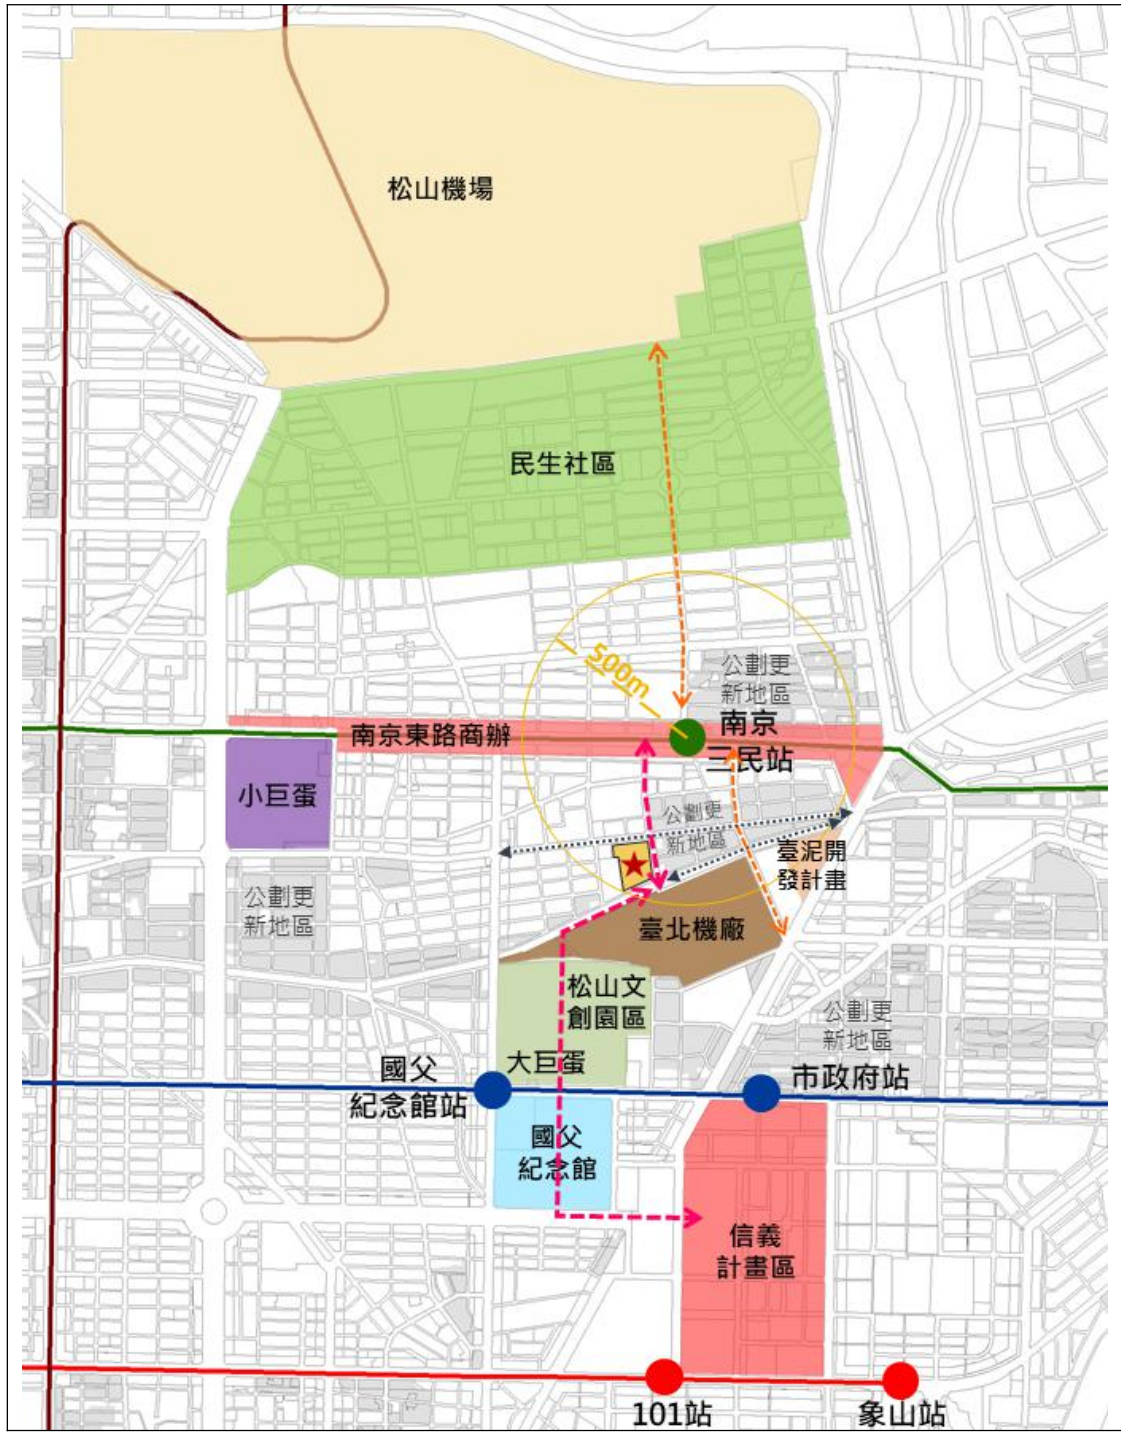 松山機場
民生社區
500m
公劃更
新地區
南京
三民站
南京東路商辦
小巨蛋
公劃更
新地區
臺泥開
發計畫
公劃更
新地區
臺北機廠
松山文
創園區
公劃更
新地區
大巨蛋
國父
紀念館站
市政府站
國父
紀念館
信義
計畫區
101站
象山站